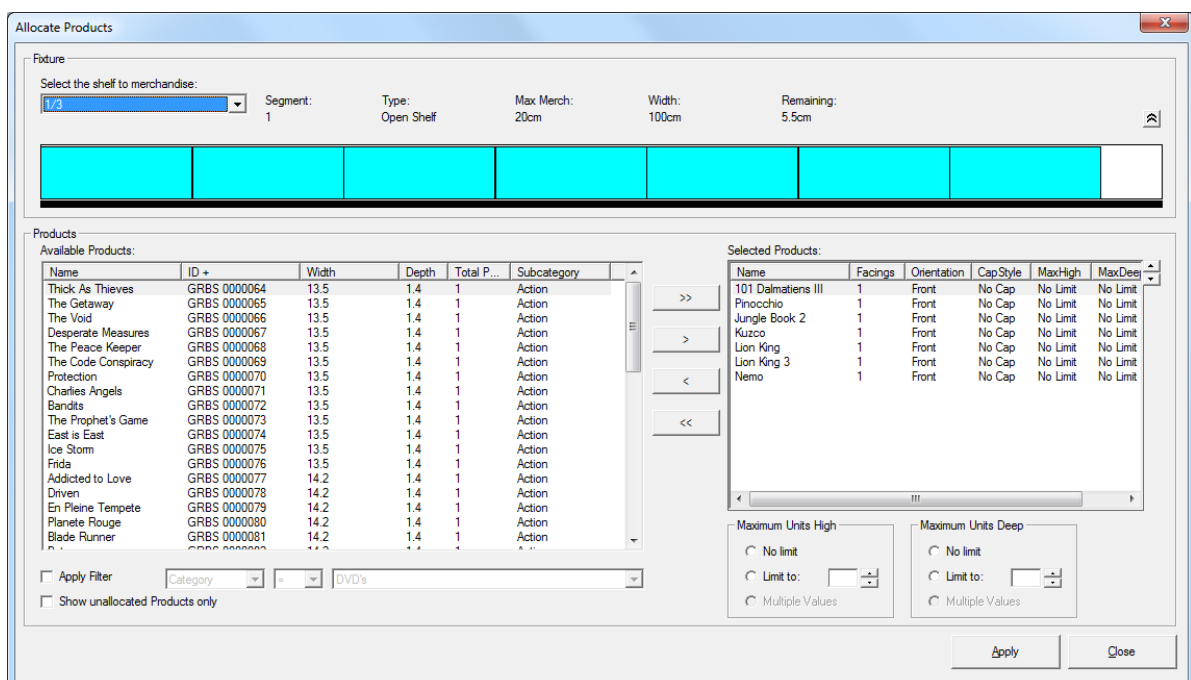 Allocate Products
Fixture
Select the shelf to merchandise:
1/3
Segment: Type: Max Merch: Width: Remaining:
1 Open Shelf 20cm 100cm 5.5cm
Products
Available Products:
Name ID + Width Depth Total P... Subcategory
Thick As Thieves GRBS 0000064 13.5 1.4 1 Action
The Getaway GRBS 0000065 13.5 1.4 1 Action
The Void GRBS 0000066 13.5 1.4 1 Action
Desperate Measures GRBS 0000067 13.5 1.4 1 Action
The Peace Keeper GRBS 0000068 13.5 1.4 1 Action
The Code Conspiracy GRBS 0000069 13.5 1.4 1 Action
Protection GRBS 0000070 13.5 1.4 1 Action
Charlies Angels GRBS 0000071 13.5 1.4 1 Action
Bandits GRBS 0000072 13.5 1.4 1 Action
The Prophet's Game GRBS 0000073 13.5 1.4 1 Action
East is East GRBS 0000074 13.5 1.4 1 Action
Ice Storm GRBS 0000075 13.5 1.4 1 Action
Frida GRBS 0000076 13.5 1.4 1 Action
Addicted to Love GRBS 0000077 14.2 1.4 1 Action
Driven GRBS 0000078 14.2 1.4 1 Action
En Pleine Tempete GRBS 0000079 14.2 1.4 1 Action
Planete Rouge GRBS 0000080 14.2 1.4 1 Action
Blade Runner GRBS 0000081 14.2 1.4 1 Action
>>
>
<
<<
Selected Products:
Name Facings Orientation CapStyle MaxHigh MaxDeep
101 Dalmatiens III 1 Front No Cap No Limit No Limit
Pinocchio 1 Front No Cap No Limit No Limit
Jungle Book 2 1 Front No Cap No Limit No Limit
Kuzco 1 Front No Cap No Limit No Limit
Lion King 1 Front No Cap No Limit No Limit
Lion King 3 1 Front No Cap No Limit No Limit
Nemo 1 Front No Cap No Limit No Limit
Apply Filter Category = DVD's
Show unallocated Products only
Maximum Units High
No limit
Limit to:
Multiple Values
Maximum Units Deep
No limit
Limit to:
Multiple Values
Apply Close